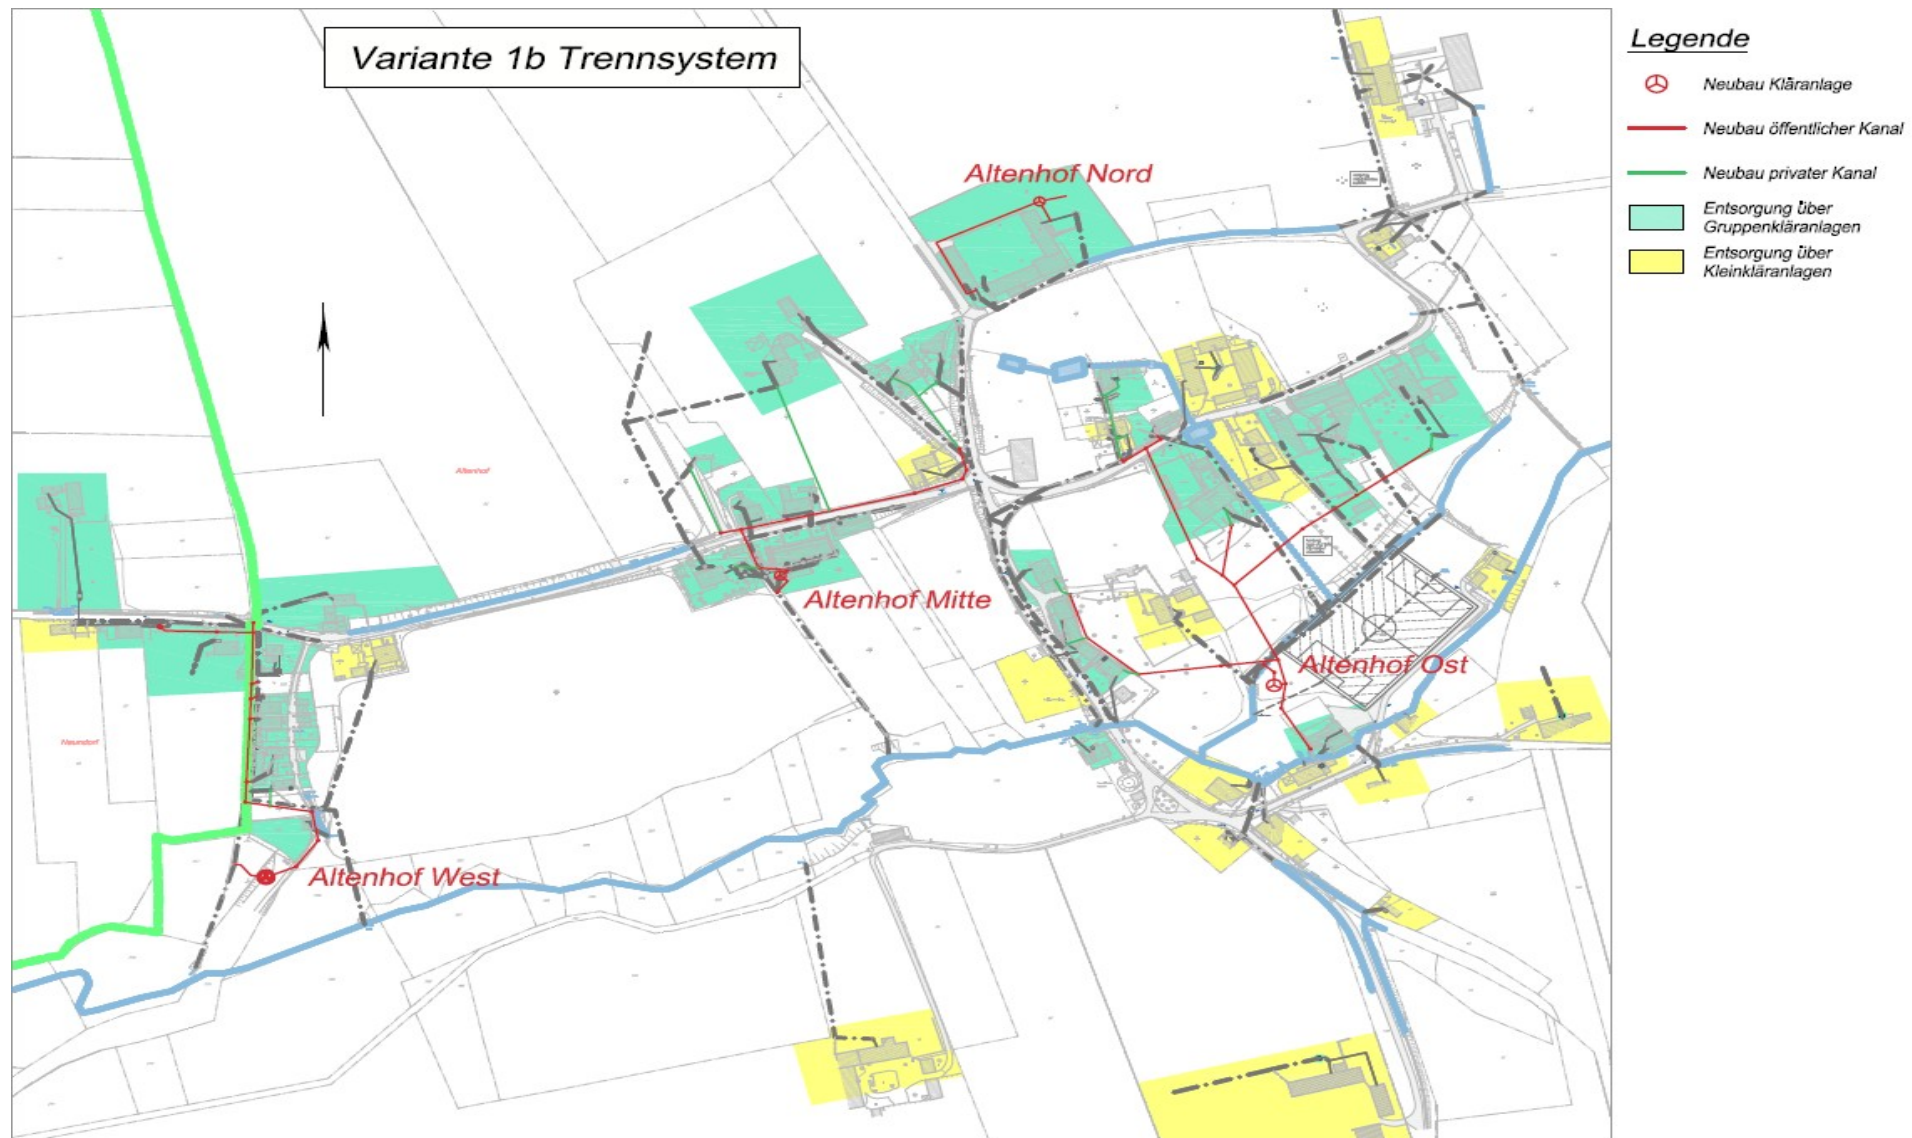 Variante 1b Trennsystem
Legende
Neubau Kläranlage
Neubau öffentlicher Kanal
Neubau privater Kanal
Entsorgung über
Gruppenkläranlagen
Entsorgung über
Kleinkläranlagen
Altenhof Nord
Altenhof
Altenhof Mitte
Altenhof Ost
Neundorf
Altenhof West